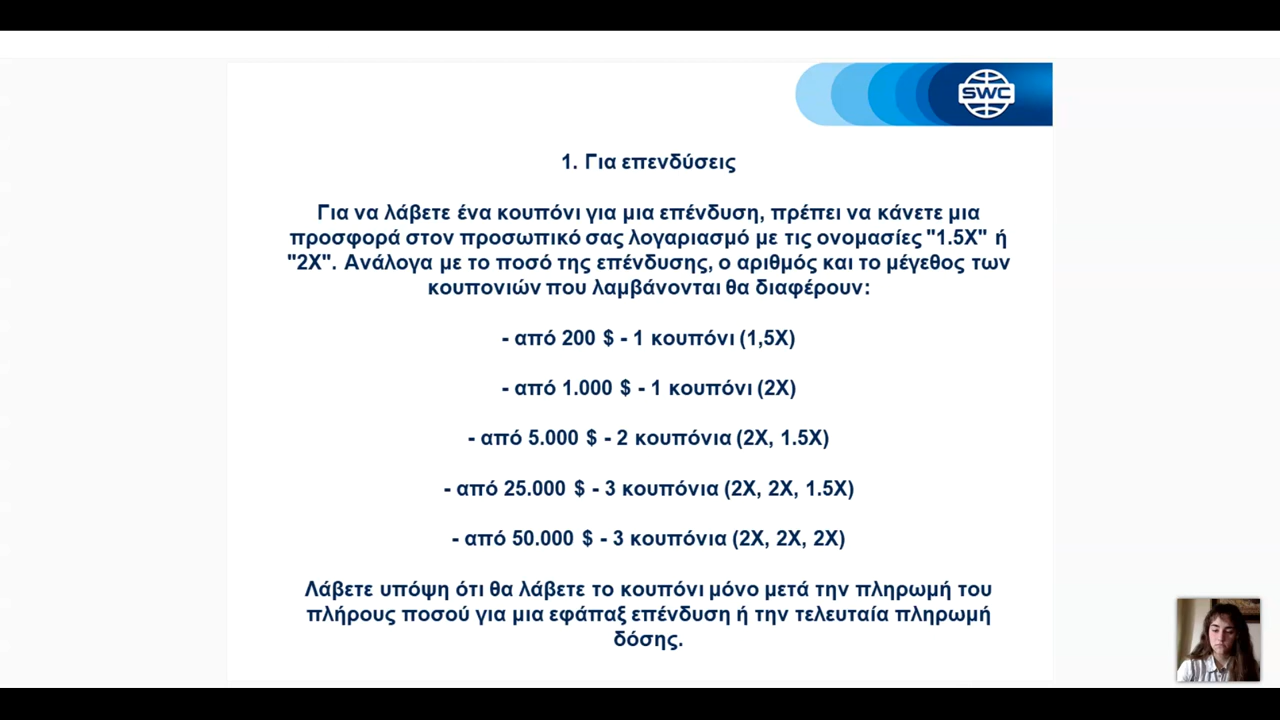 SWC
1. Για επενδύσεις
Για να λάβετε ένα κουπόνι για μια επένδυση, πρέπει να κάνετε μια
προσφορά στον προσωπικό σας λογαριασμό με τις ονομασίες "1.5X" ή
"2X". Ανάλογα με το ποσό της επένδυσης, ο αριθμός και το μέγεθος των
κουπονιών που λαμβάνονται θα διαφέρουν:
- από 200 $ - 1 κουπόνι (1,5X)
- από 1.000 $ - 1 κουπόνι (2X)
- από 5.000 $ - 2 κουπόνια (2X, 1.5X)
- από 25.000 $ - 3 κουπόνια (2X, 2X, 1.5X)
- από 50.000 $ - 3 κουπόνια (2X, 2X, 2X)
Λάβετε υπόψη ότι θα λάβετε το κουπόνι μόνο μετά την πληρωμή του
πλήρους ποσού για μια εφάπαξ επένδυση ή την τελευταία πληρωμή
δόσης.